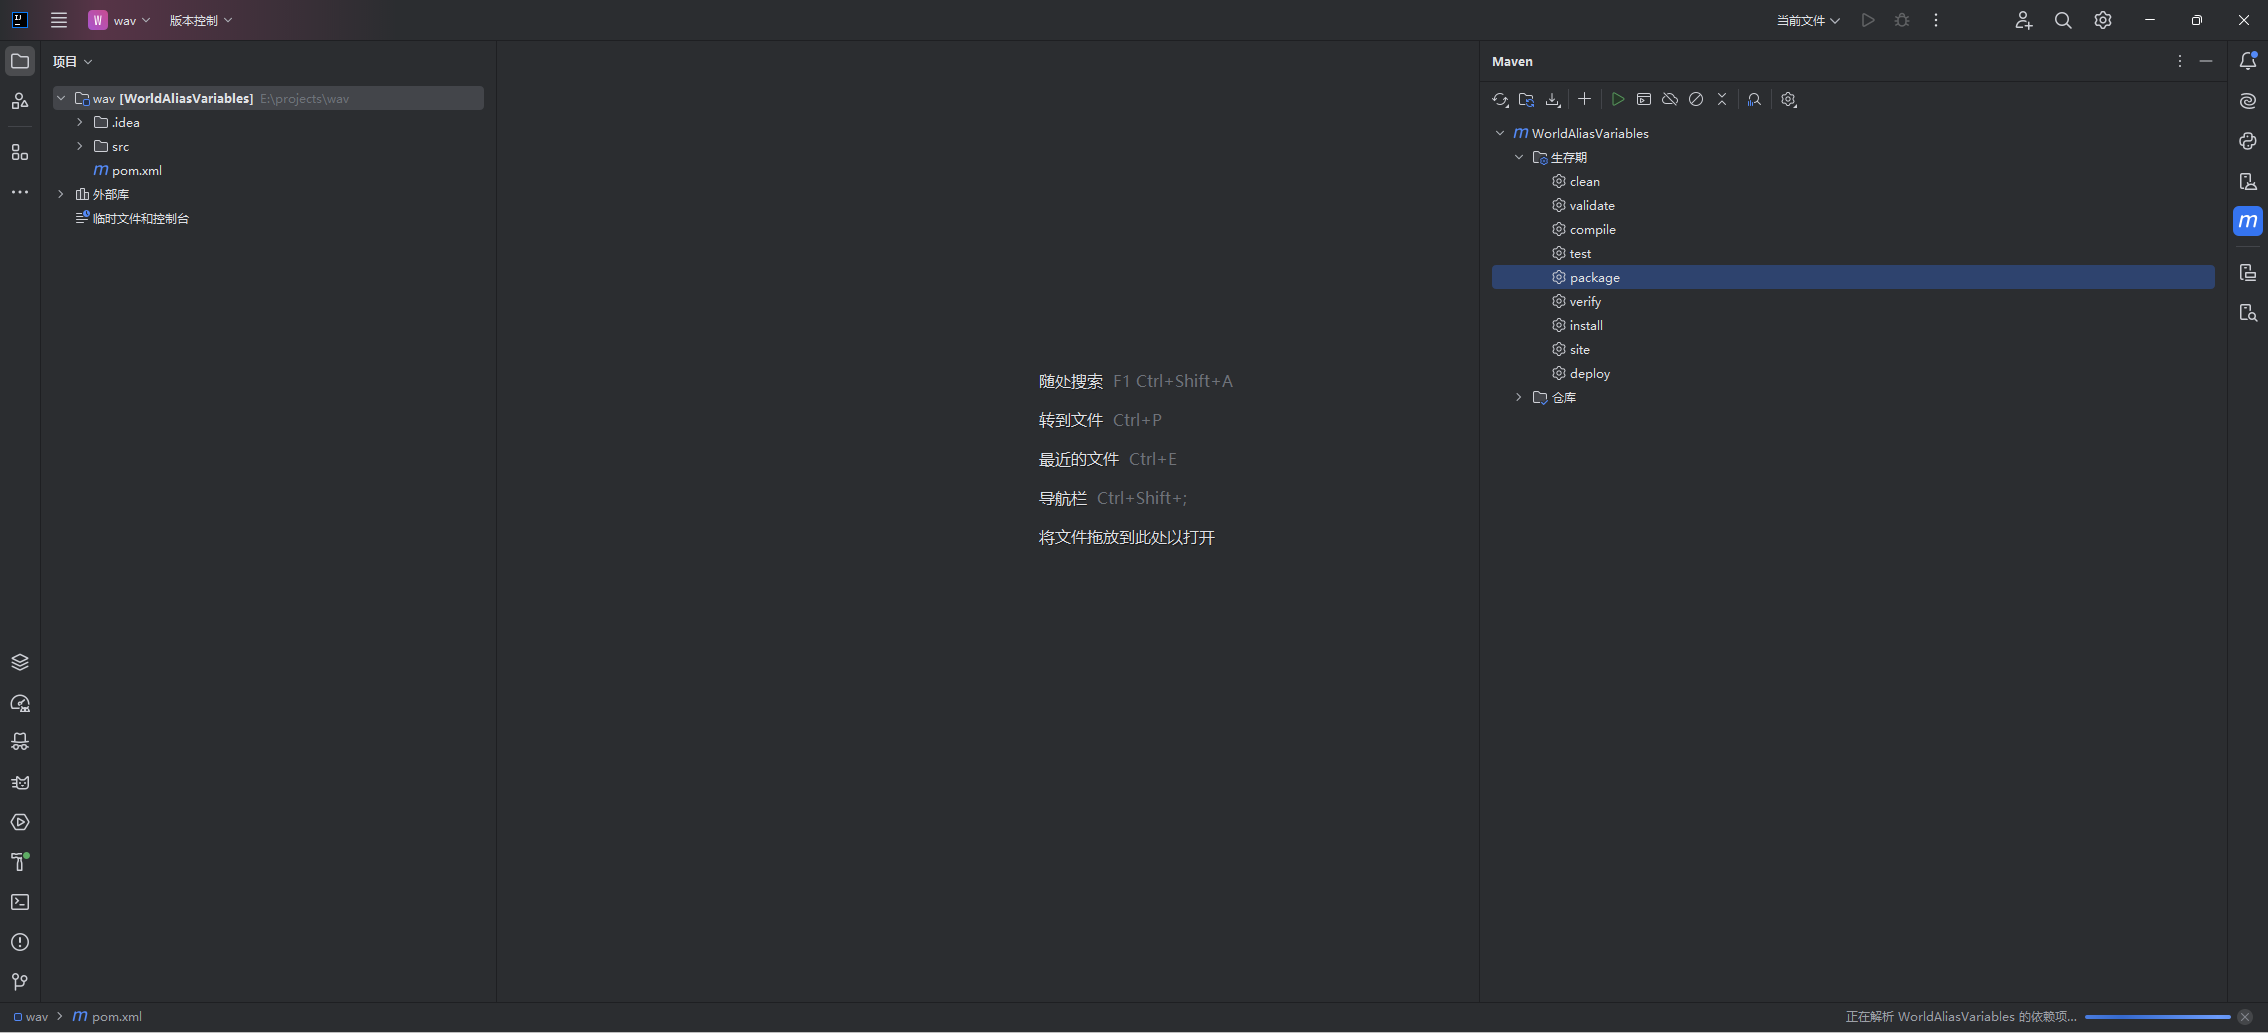 W wav 版本控制
当前文件
项目
wav [WorldAliasVariables] E:\projects\wav
.idea
src
m pom.xml
外部库
临时文件和控制台
随处搜索 F1 Ctrl+Shift+A
转到文件 Ctrl+P
最近的文件 Ctrl+E
导航栏 Ctrl+Shift+;
将文件拖放到此处以打开
Maven
m WorldAliasVariables
生存期
clean
validate
compile
test
package
verify
install
site
deploy
仓库
m
wav > m pom.xml
正在解析 WorldAliasVariables 的依赖项...